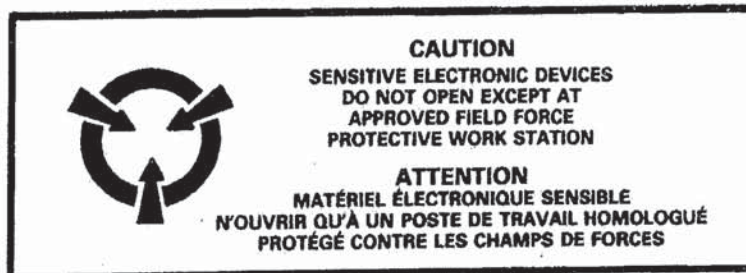 CAUTION
SENSITIVE ELECTRONIC DEVICES
DO NOT OPEN EXCEPT AT
APPROVED FIELD FORCE
PROTECTIVE WORK STATION
ATTENTION
MATÉRIEL ÉLECTRONIQUE SENSIBLE
N'OUVRIR QU'À UN POSTE DE TRAVAIL HOMOLOGUÉ
PROTÉGÉ CONTRE LES CHAMPS DE FORCES